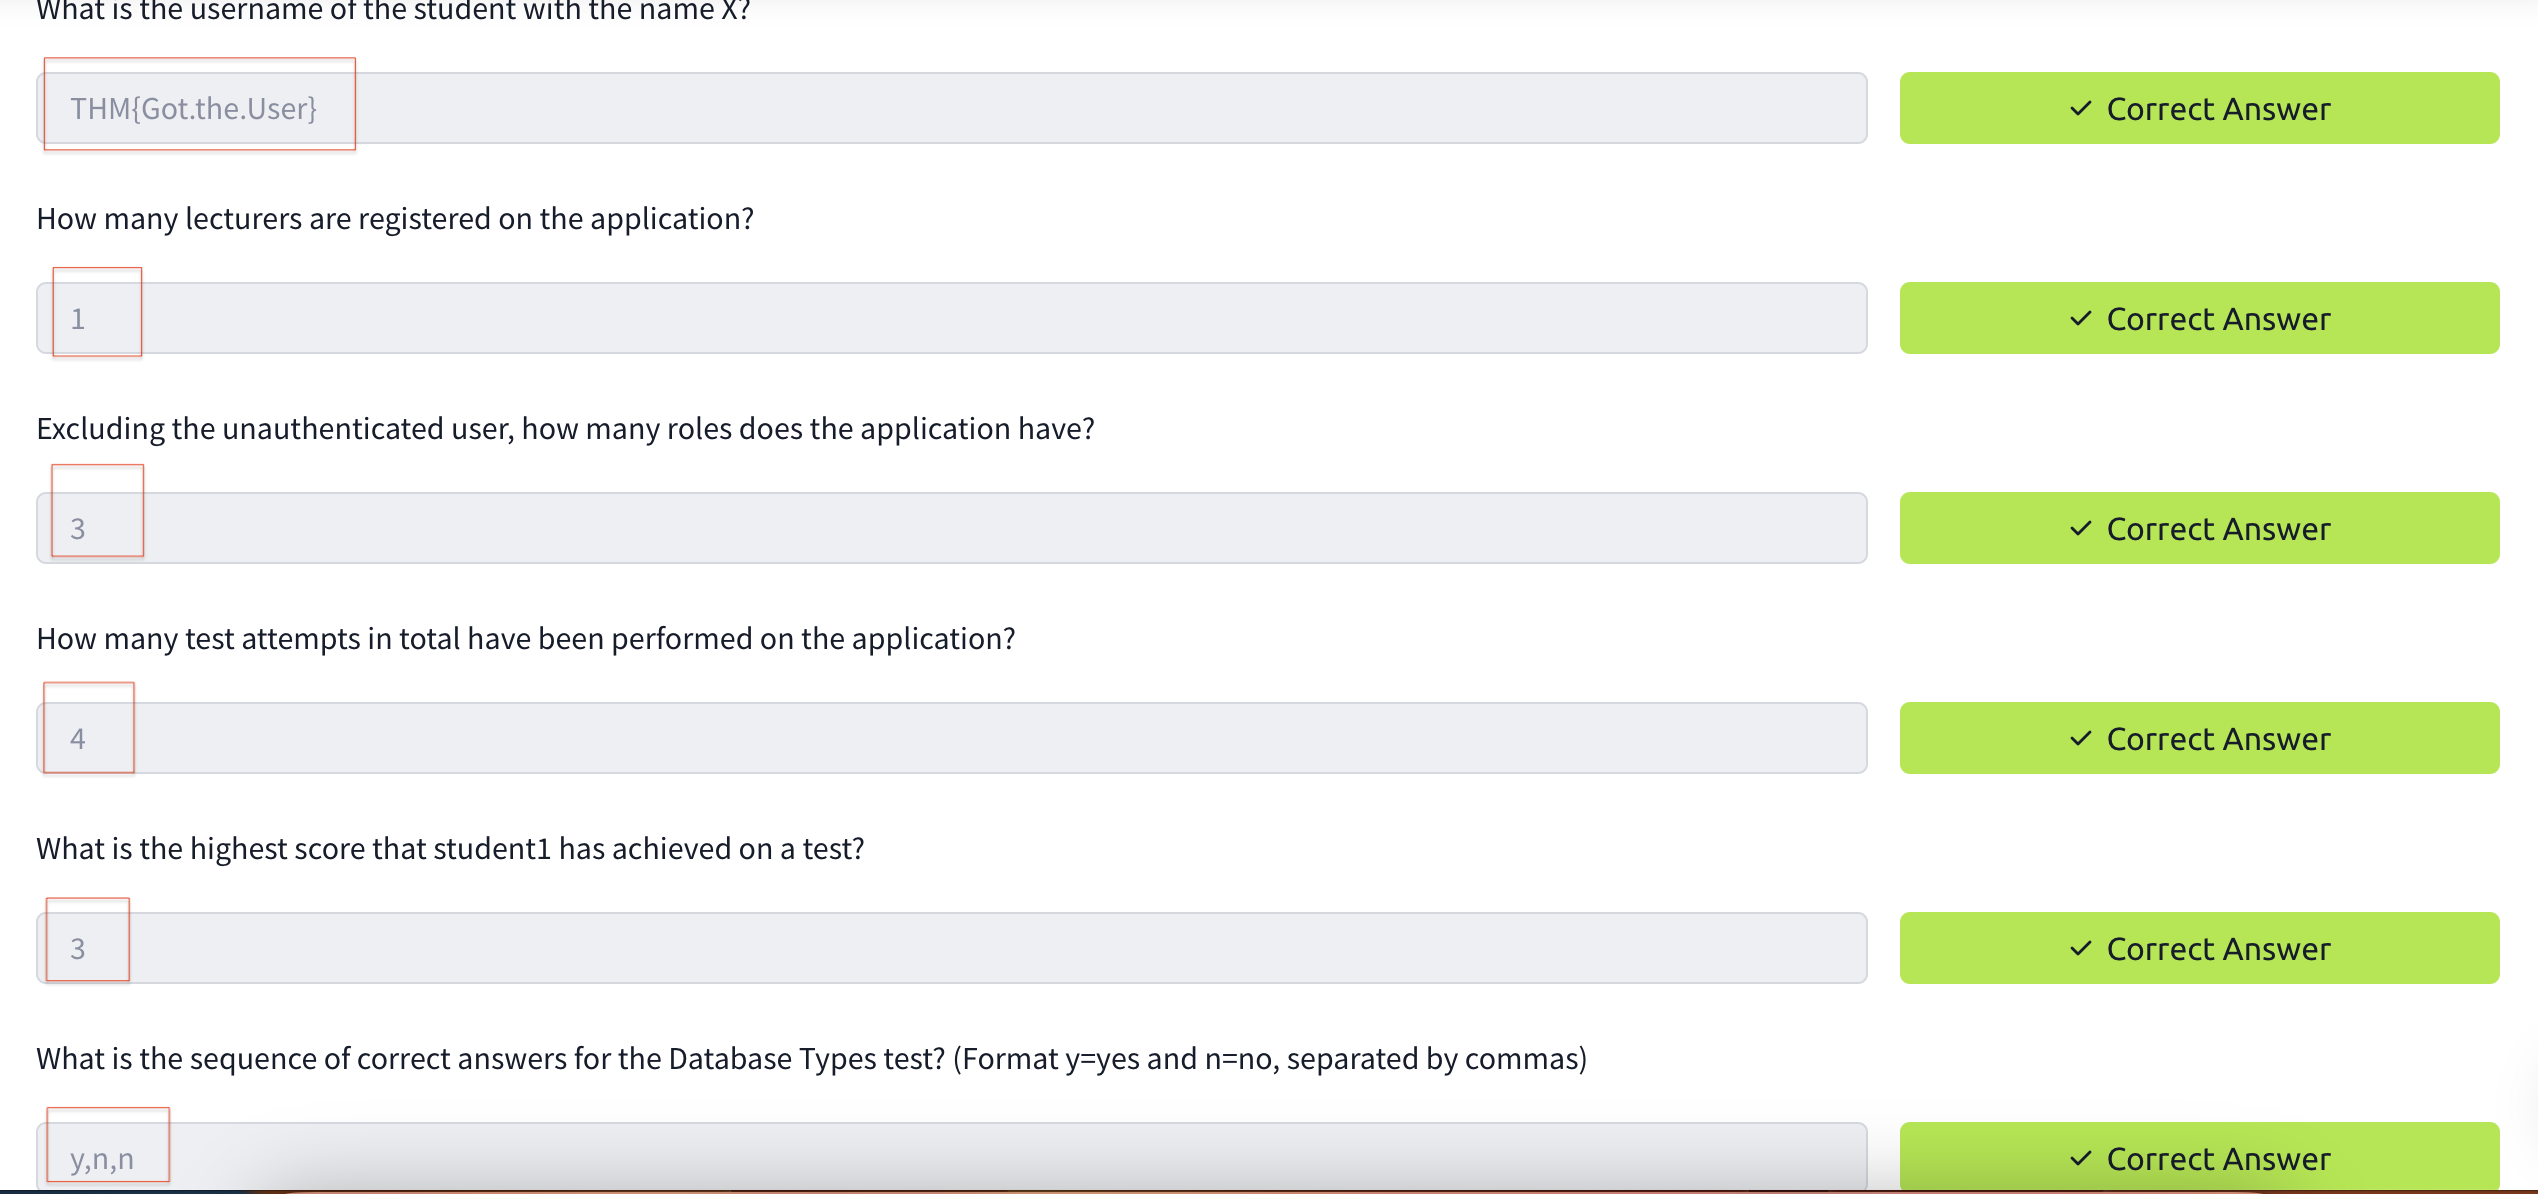 What is the username of the student with the name X?
THM{Got.the.User}
✓ Correct Answer
How many lecturers are registered on the application?
1
✓ Correct Answer
Excluding the unauthenticated user, how many roles does the application have?
3
✓ Correct Answer
How many test attempts in total have been performed on the application?
4
✓ Correct Answer
What is the highest score that student1 has achieved on a test?
3
✓ Correct Answer
What is the sequence of correct answers for the Database Types test? (Format y=yes and n=no, separated by commas)
y,n,n
✓ Correct Answer